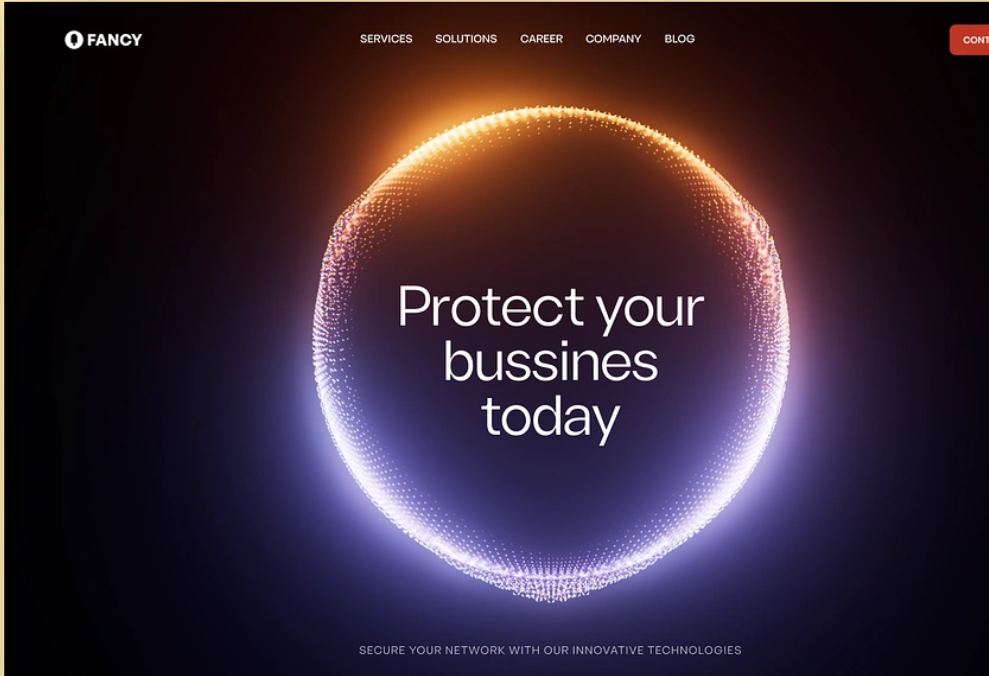 FANCY
SERVICES SOLUTIONS CAREER COMPANY BLOG
CONT
Protect your
bussines
today
SECURE YOUR NETWORK WITH OUR INNOVATIVE TECHNOLOGIES